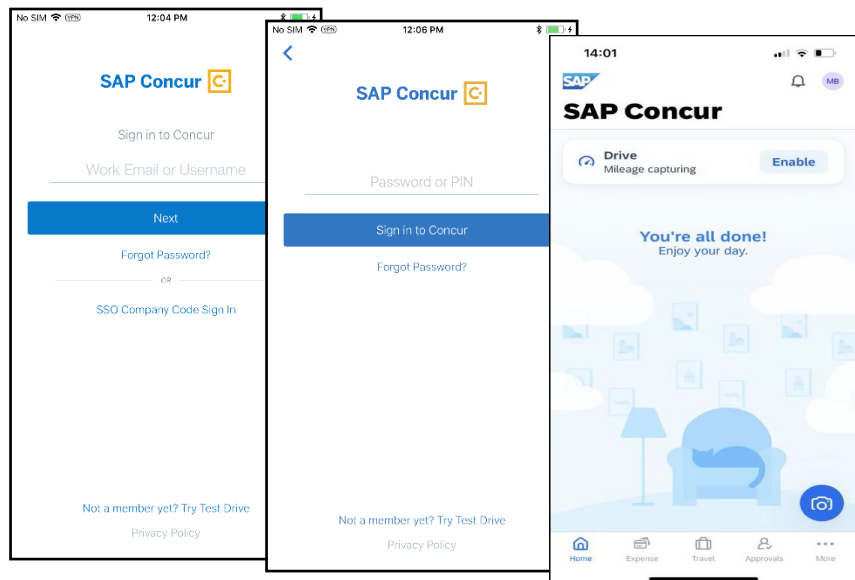 No SIM VPN 12:04 PM
SAP Concur C.
Sign in to Concur
Work Email or Username
Next
Forgot Password?
OR
SSO Company Code Sign In
Not a member yet? Try Test Drive
Privacy Policy
No SIM VPN 12:06 PM
SAP Concur C.
Password or PIN
Sign in to Concur
Forgot Password?
Not a member yet? Try Test Drive
Privacy Policy
14:01
SAP MB
SAP Concur
Drive
Mileage capturing
Enable
You're all done!
Enjoy your day.
Home Expense Travel Approvals More